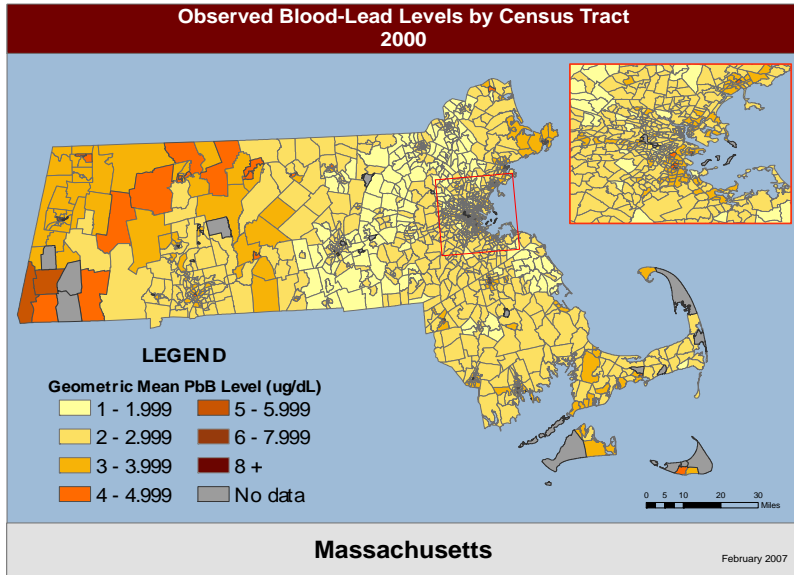 Observed Blood-Lead Levels by Census Tract
2000
LEGEND
Geometric Mean PbB Level (ug/dL)
1 - 1.999
2 - 2.999
3 - 3.999
4 - 4.999
5 - 5.999
6 - 7.999
8 +
No data
0 5 10 20 30
Miles
Massachusetts
February 2007